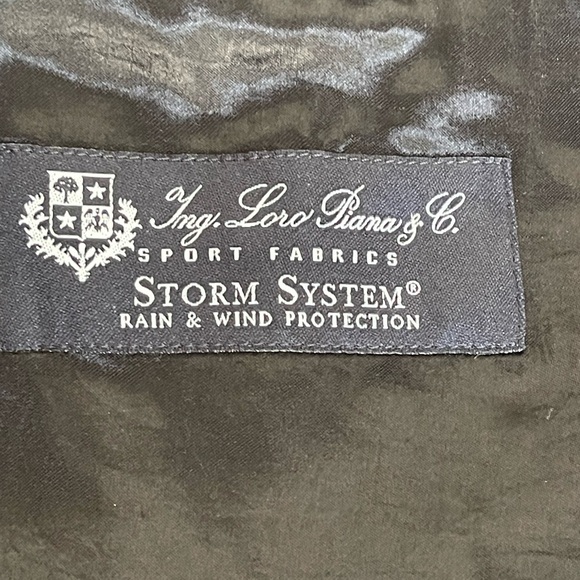 Ing. Loro Piana & C.
SPORT FABRICS
STORM SYSTEM®
RAIN & WIND PROTECTION